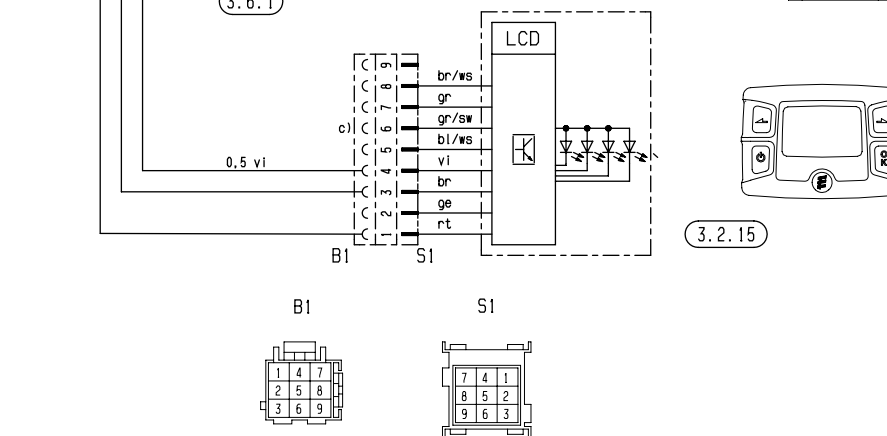 3.6.1
LCD
9
8 br/ws
7 gr
c) 6 gr/sw
5 bl/ws
0,5 vi 4 vi
3 br
2 ge
1 rt
B1 S1
3.2.15
B1 S1
1 4 7
2 5 8
3 6 9
7 4 1
8 5 2
9 6 3
OK